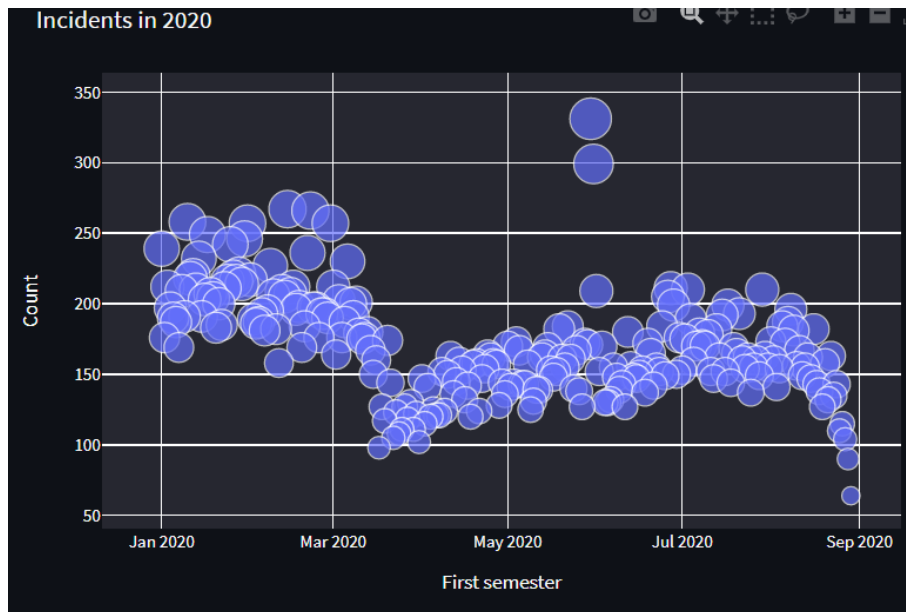 Incidents in 2020
350
300
250
200
150
100
50
Count
Jan 2020
Mar 2020
May 2020
Jul 2020
Sep 2020
First semester